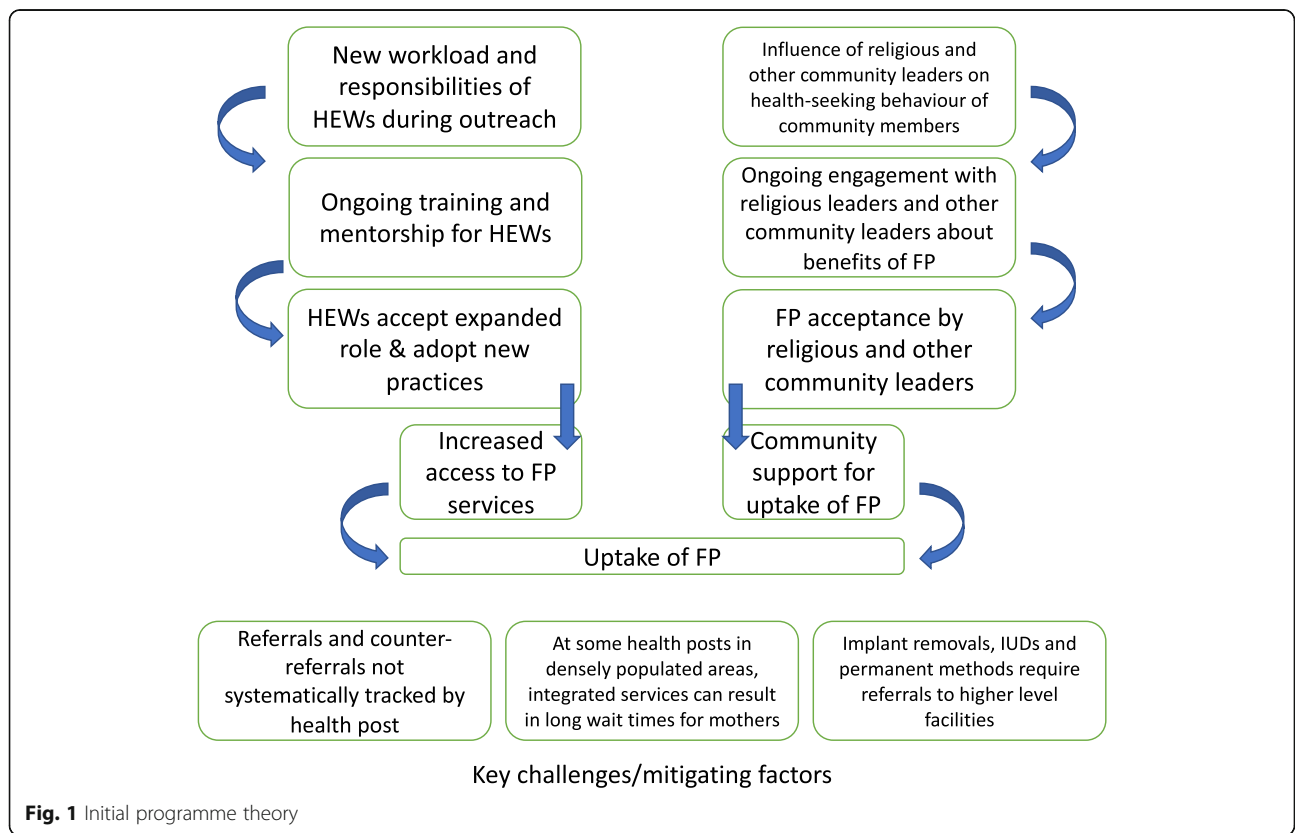 New workload and
responsibilities of
HEWs during outreach
Ongoing training and
mentorship for HEWs
HEWs accept expanded
role & adopt new
practices
Increased
access to FP
services
Influence of religious and
other community leaders on
health-seeking behaviour of
community members
Ongoing engagement with
religious leaders and other
community leaders about
benefits of FP
FP acceptance by
religious and other
community leaders
Community
support for
uptake of FP
Uptake of FP
Referrals and counter-
referrals not
systematically tracked by
health post
At some health posts in
densely populated areas,
integrated services can result
in long wait times for mothers
Implant removals, IUDs and
permanent methods require
referrals to higher level
facilities
Key challenges/mitigating factors
Fig. 1 Initial programme theory